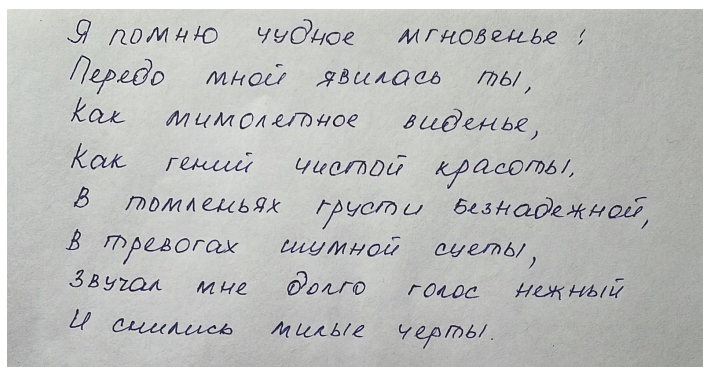 Я помню чудное мгновенье:
Передо мной явилась ты,
Как мимолетное виденье,
Как гений чистой красоты.
В томленьях грусти безнадежной,
В тревогах шумной суеты,
Звучал мне долго голос нежный
И снились милые черты.